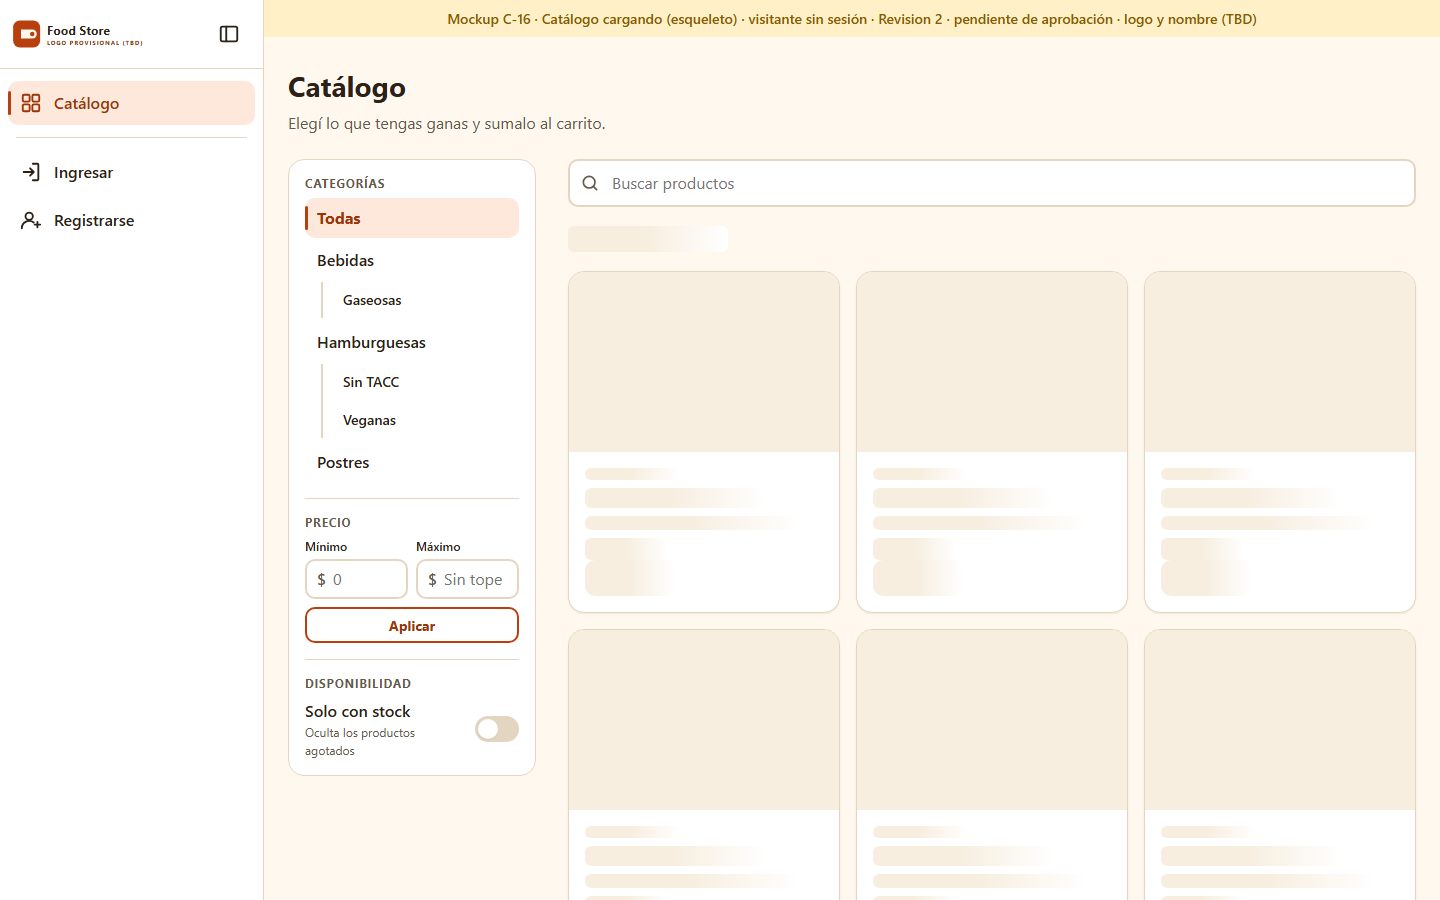 Food Store
LOGO PROVISIONAL (TBD)
Catálogo
Ingresar
Registrarse
Mockup C-16 · Catálogo cargando (esqueleto) · visitante sin sesión · Revision 2 · pendiente de aprobación · logo y nombre (TBD)
Catálogo
Elegí lo que tengas ganas y sumalo al carrito.
CATEGORÍAS
Todas
Bebidas
Gaseosas
Hamburguesas
Sin TACC
Veganas
Postres
PRECIO
Mínimo Máximo
$ 0 $ Sin tope
Aplicar
DISPONIBILIDAD
Solo con stock
Oculta los productos
agotados
Buscar productos